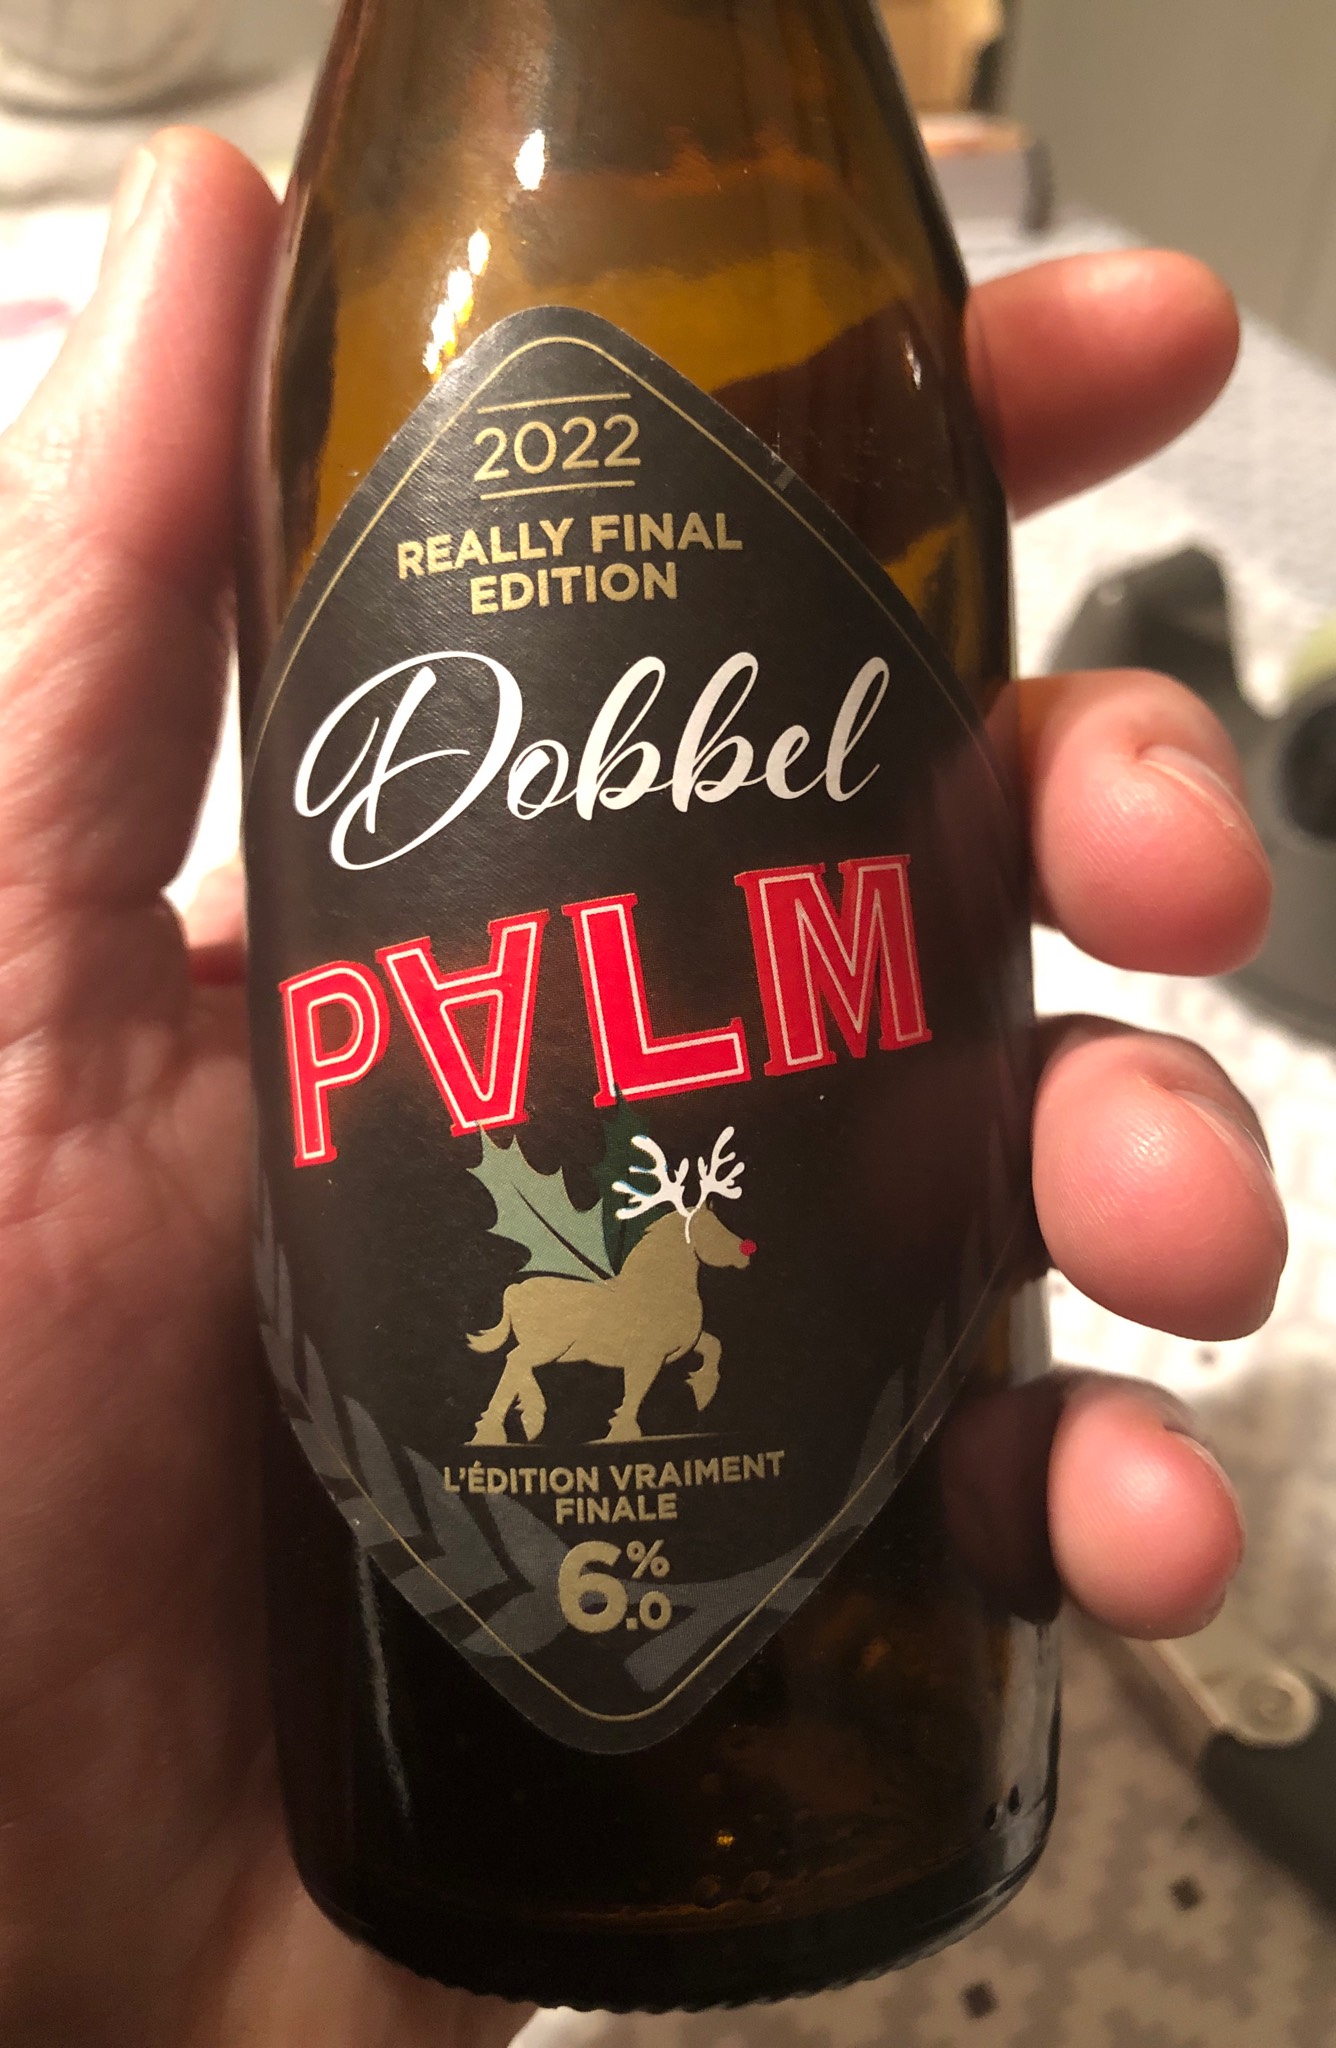 2022
REALLY FINAL
EDITION
Dobbel
PALM
L'ÉDITION VRAIMENT
FINALE
6.0%